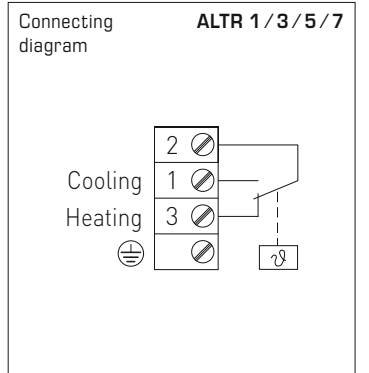 Connecting
diagram
ALTR 1 / 3 / 5 / 7
2
Cooling 1
Heating 3
ϑ